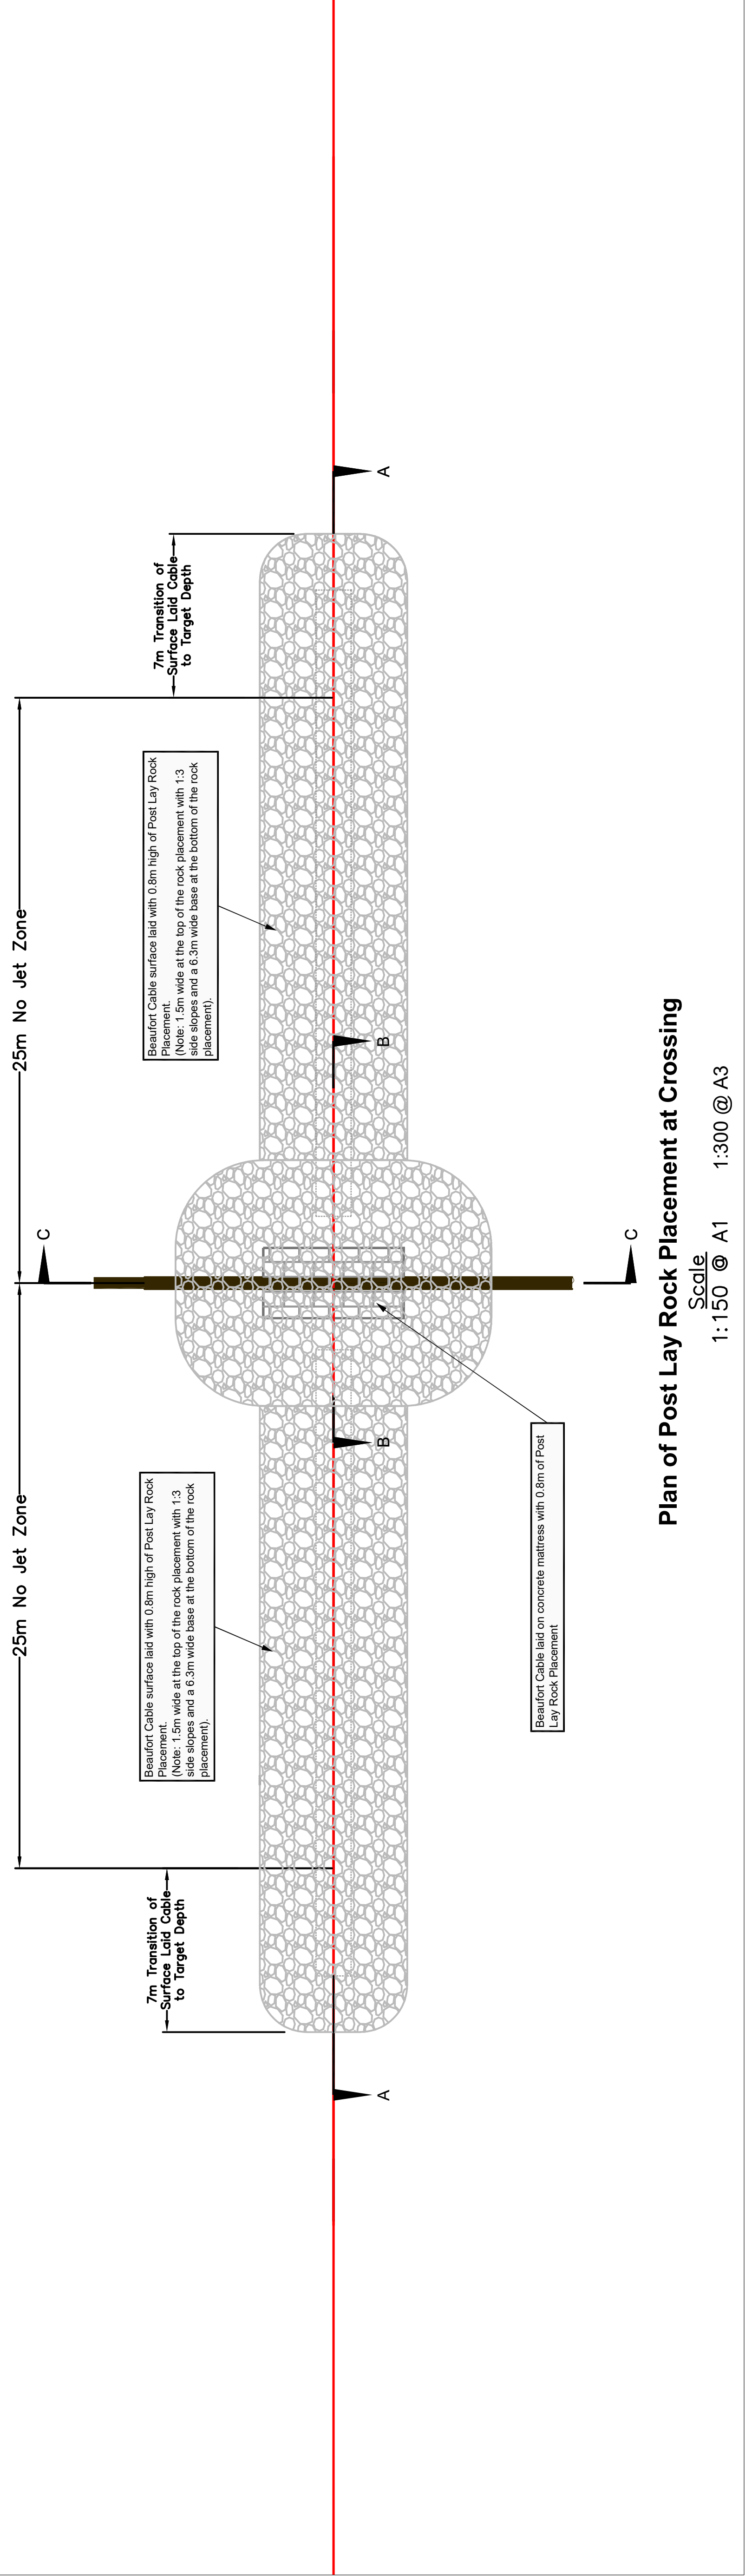 25m No Jet Zone
25m No Jet Zone
7m Transition of
Surface Laid Cable
to Target Depth
7m Transition of
Surface Laid Cable
to Target Depth
Beaufort Cable surface laid with 0.8m high of Post Lay Rock
Placement.
(Note: 1.5m wide at the top of the rock placement with 1:3
side slopes and a 6.3m wide base at the bottom of the rock
placement).
Beaufort Cable surface laid with 0.8m high of Post Lay Rock
Placement.
(Note: 1.5m wide at the top of the rock placement with 1:3
side slopes and a 6.3m wide base at the bottom of the rock
placement).
C
A
B
B
A
C
Beaufort Cable laid on concrete mattress with 0.8m of Post
Lay Rock Placement
Plan of Post Lay Rock Placement at Crossing
Scale
1:150 @ A1 1:300 @ A3